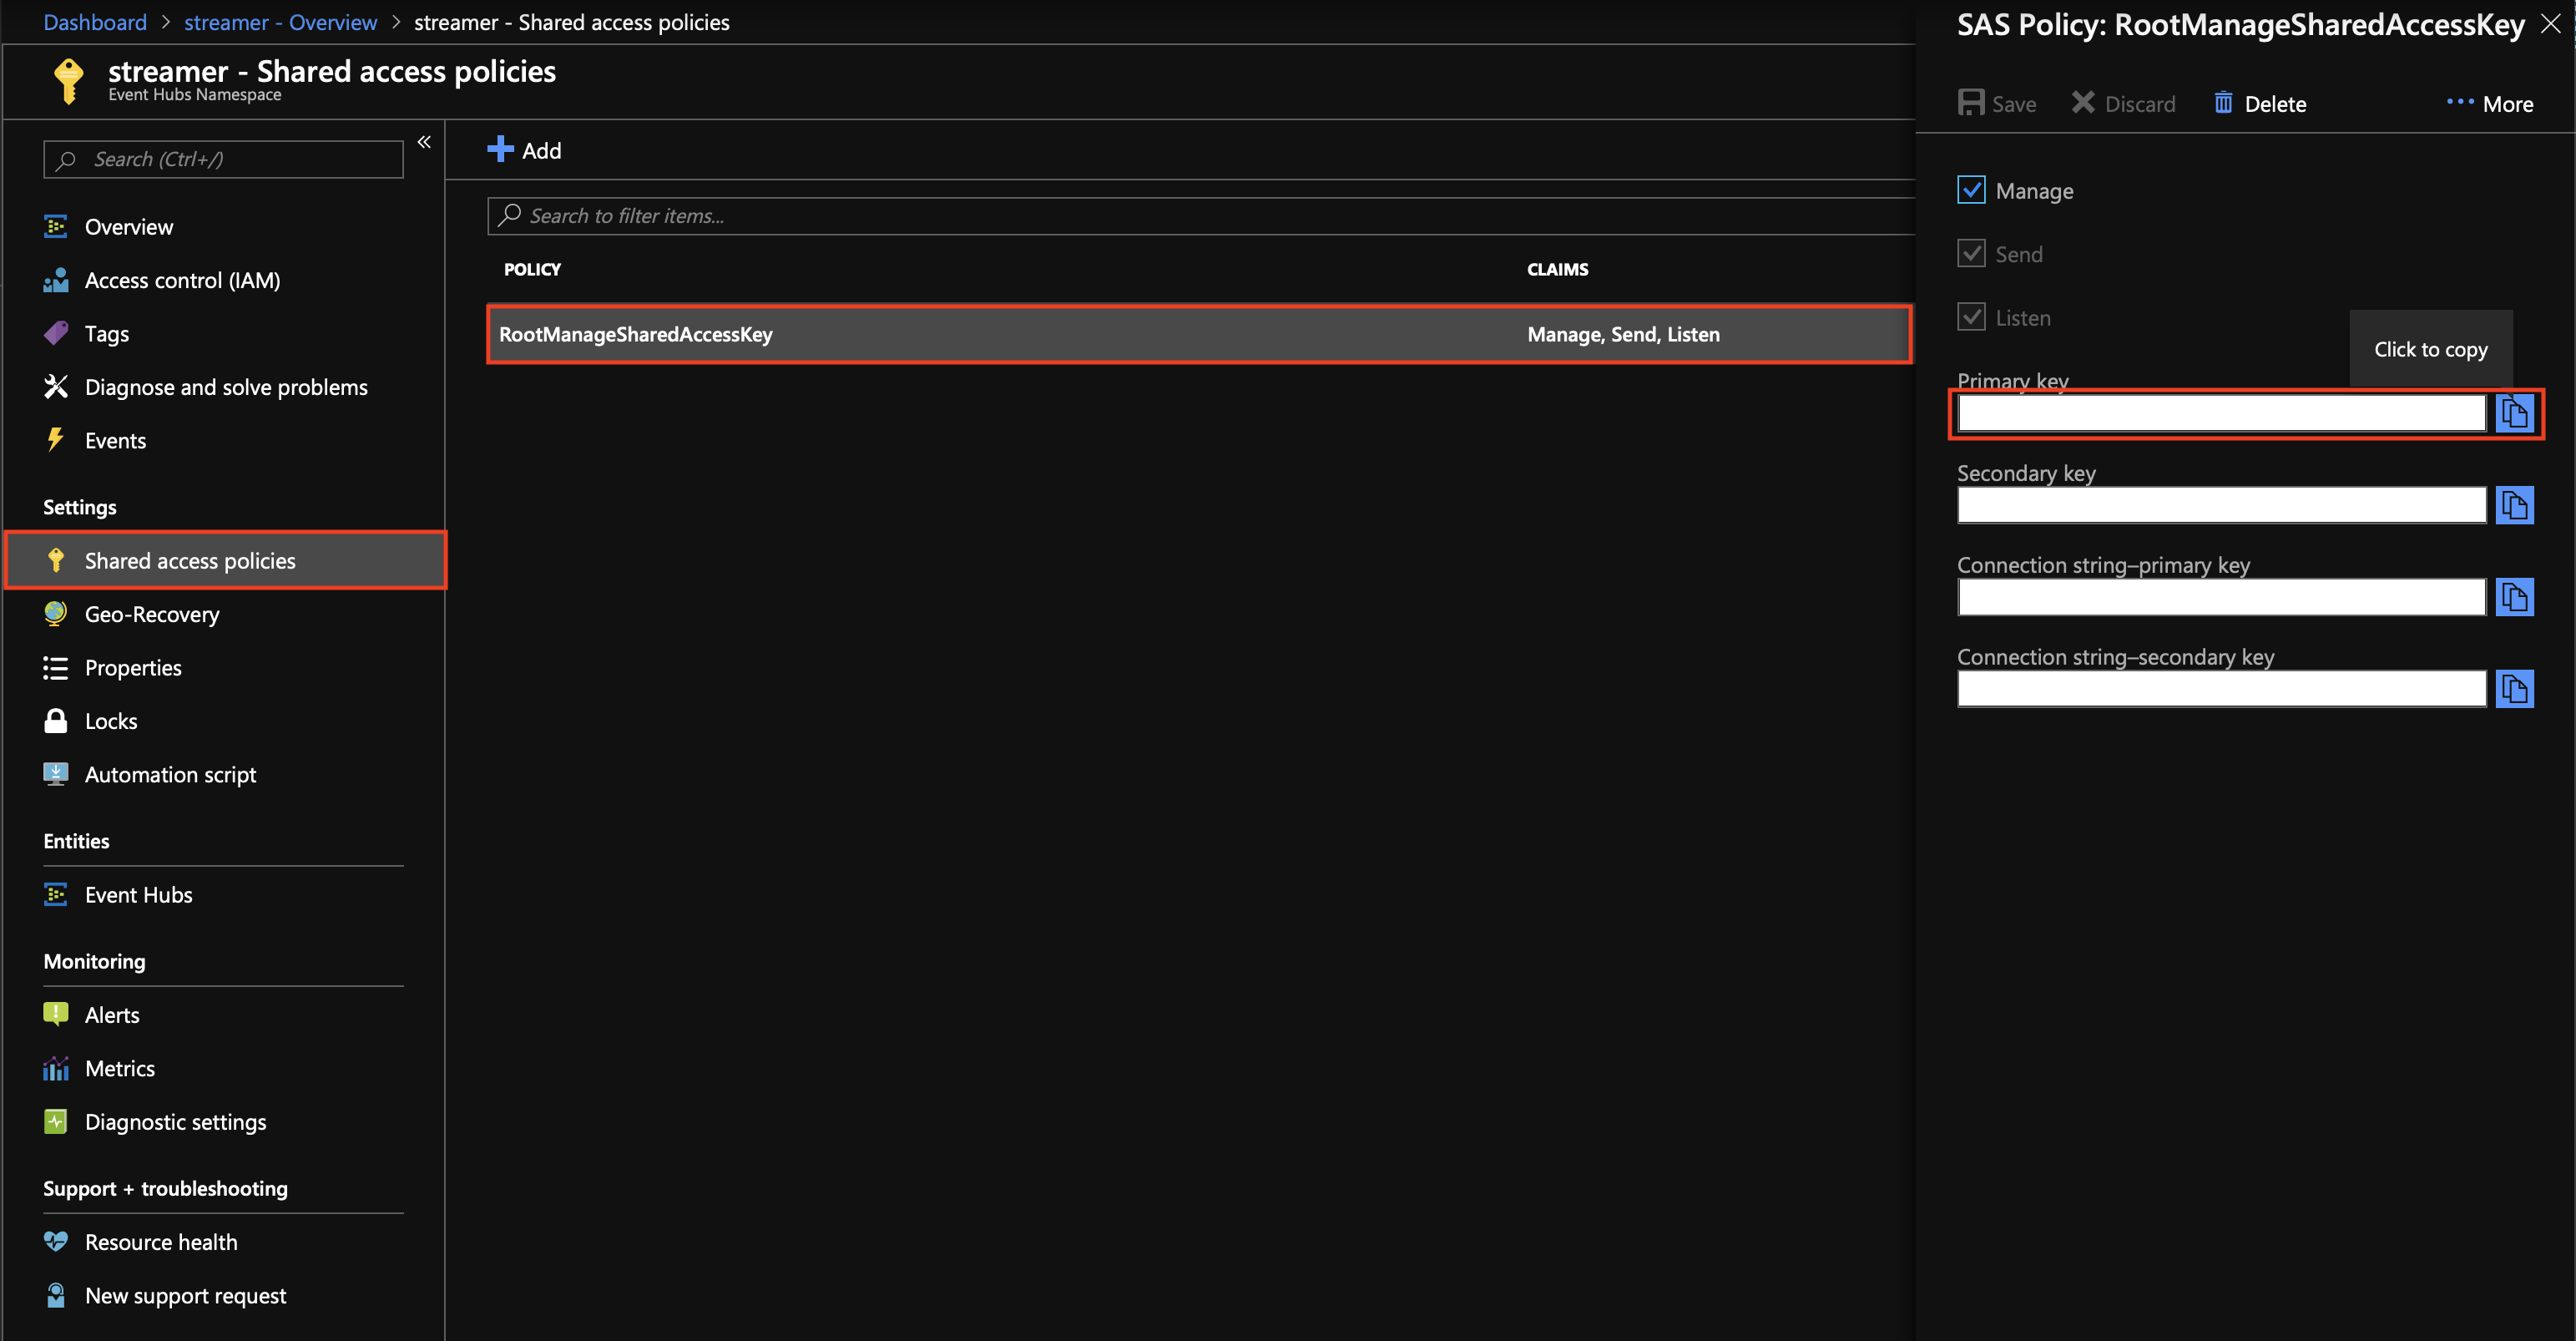 Dashboard > streamer - Overview > streamer - Shared access policies
streamer - Shared access policies
Event Hubs Namespace
Search (Ctrl+/)
«
Overview
Access control (IAM)
Tags
Diagnose and solve problems
Events
Settings
Shared access policies
Geo-Recovery
Properties
Locks
Automation script
Entities
Event Hubs
Monitoring
Alerts
Metrics
Diagnostic settings
Support + troubleshooting
Resource health
New support request
Add
Search to filter items...
POLICY CLAIMS
RootManageSharedAccessKey Manage, Send, Listen
SAS Policy: RootManageSharedAccessKey
Save Discard Delete ··· More
Manage
Send
Listen
Click to copy
Primary key
Secondary key
Connection string–primary key
Connection string–secondary key